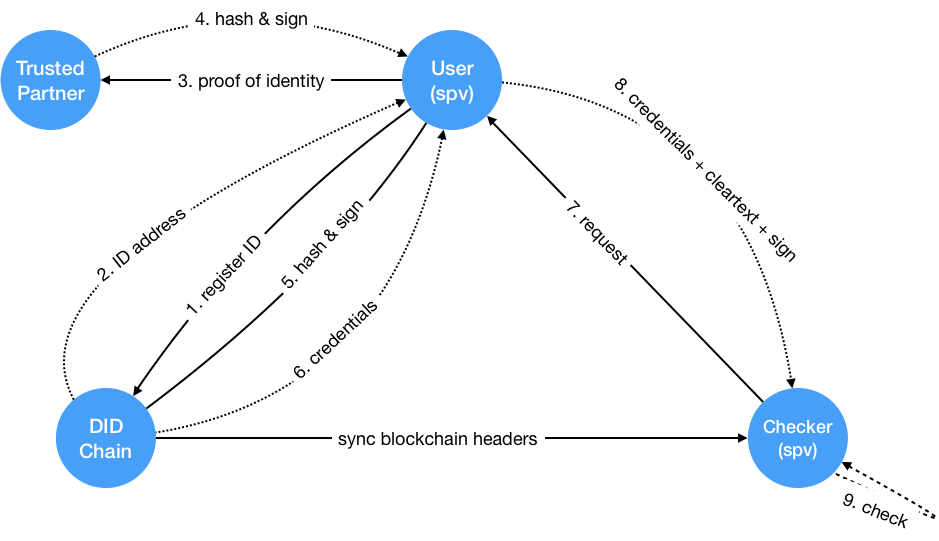 4. hash & sign
Trusted
Partner
3. proof of identity
User
(spv)
8. credentials + cleartext + sign
2. ID address
1. register ID
5. hash & sign
7. request
6. credentials
DID
Chain
sync blockchain headers
Checker
(spv)
9. check